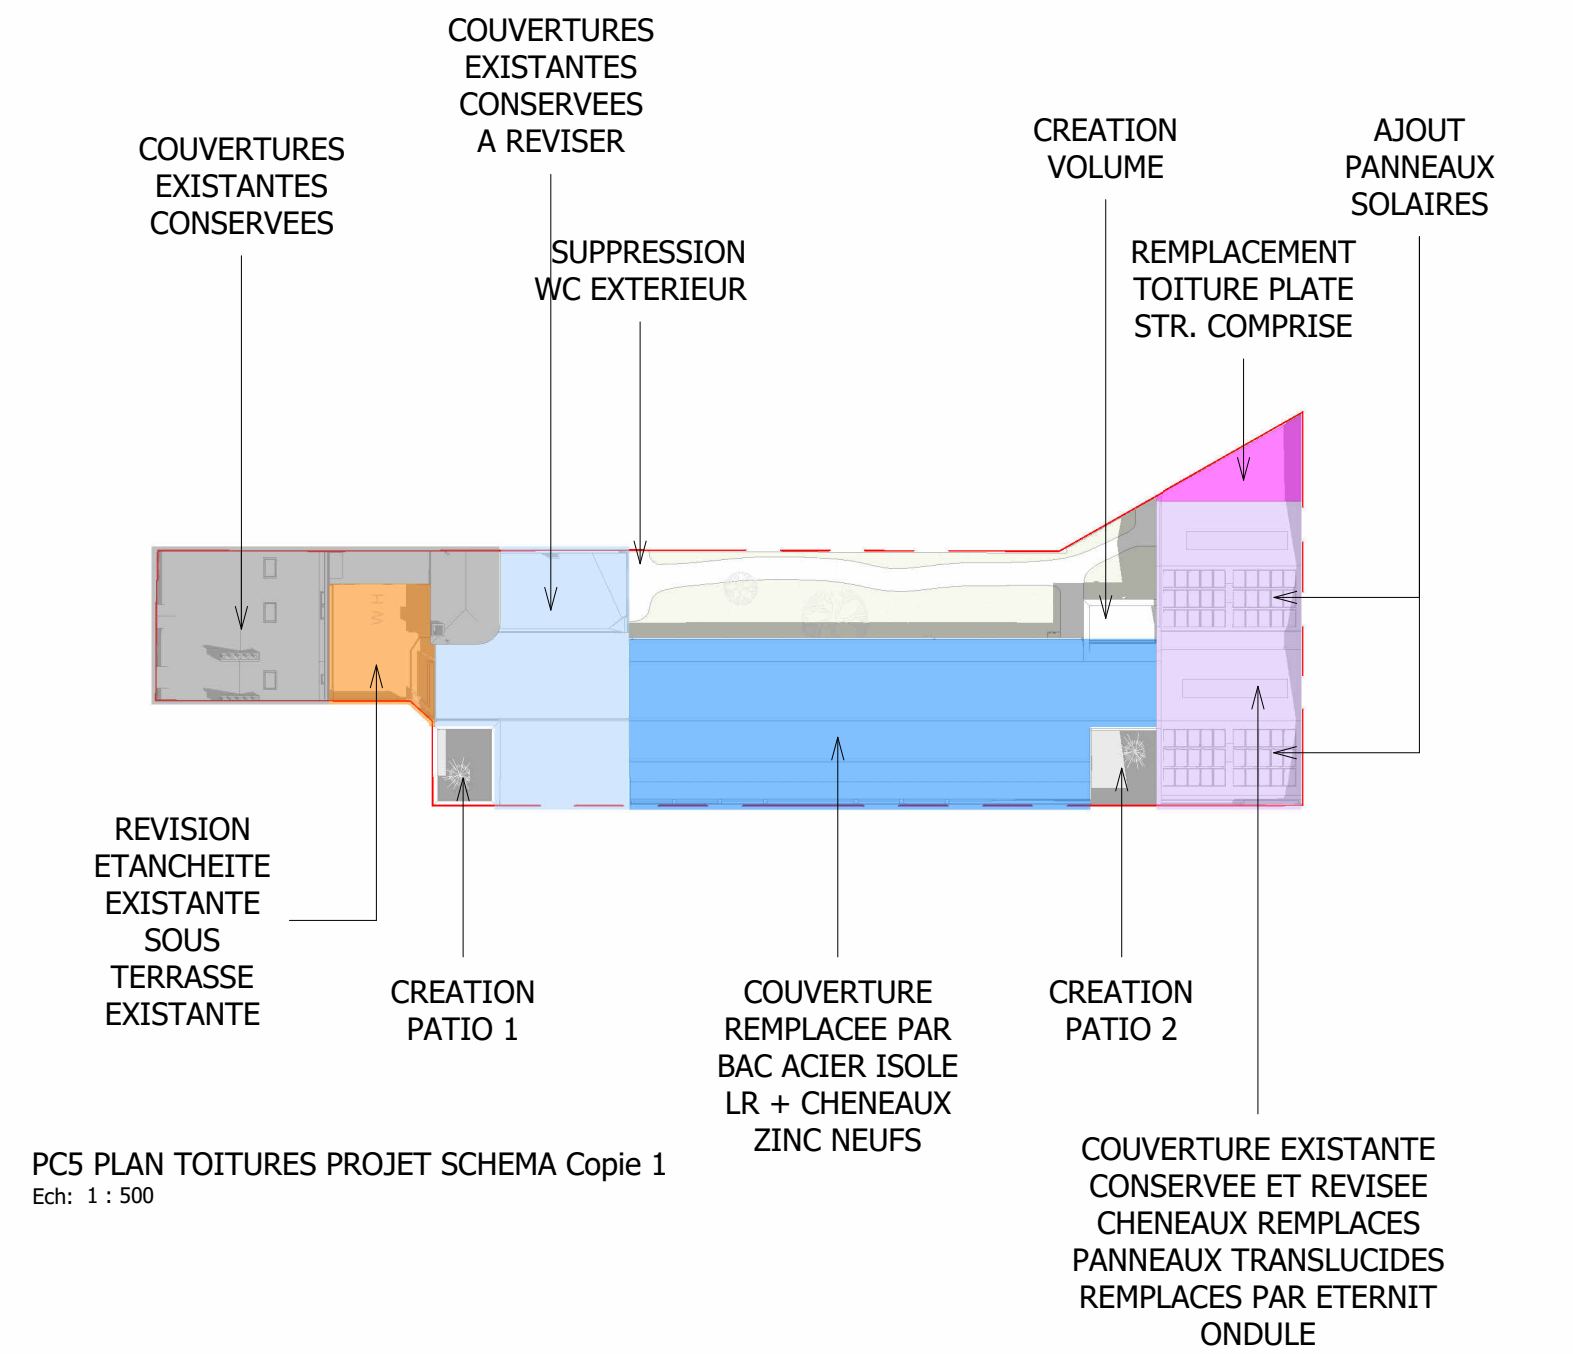 COUVERTURES
EXISTANTES
CONSERVEES
A REVISER
COUVERTURES
EXISTANTES
CONSERVEES
SUPPRESSION
WC EXTERIEUR
CREATION
VOLUME
AJOUT
PANNEAUX
SOLAIRES
REMPLACEMENT
TOITURE PLATE
STR. COMPRISE
REVISION
ETANCHEITE
EXISTANTE
SOUS
TERRASSE
EXISTANTE
CREATION
PATIO 1
COUVERTURE
REMPLACEE PAR
BAC ACIER ISOLE
LR + CHENEAUX
ZINC NEUFS
CREATION
PATIO 2
COUVERTURE EXISTANTE
CONSERVEE ET REVISEE
CHENEAUX REMPLACES
PANNEAUX TRANSLUCIDES
REMPLACES PAR ETERNIT
ONDULE
PC5 PLAN TOITURES PROJET SCHEMA Copie 1
Ech: 1 : 500